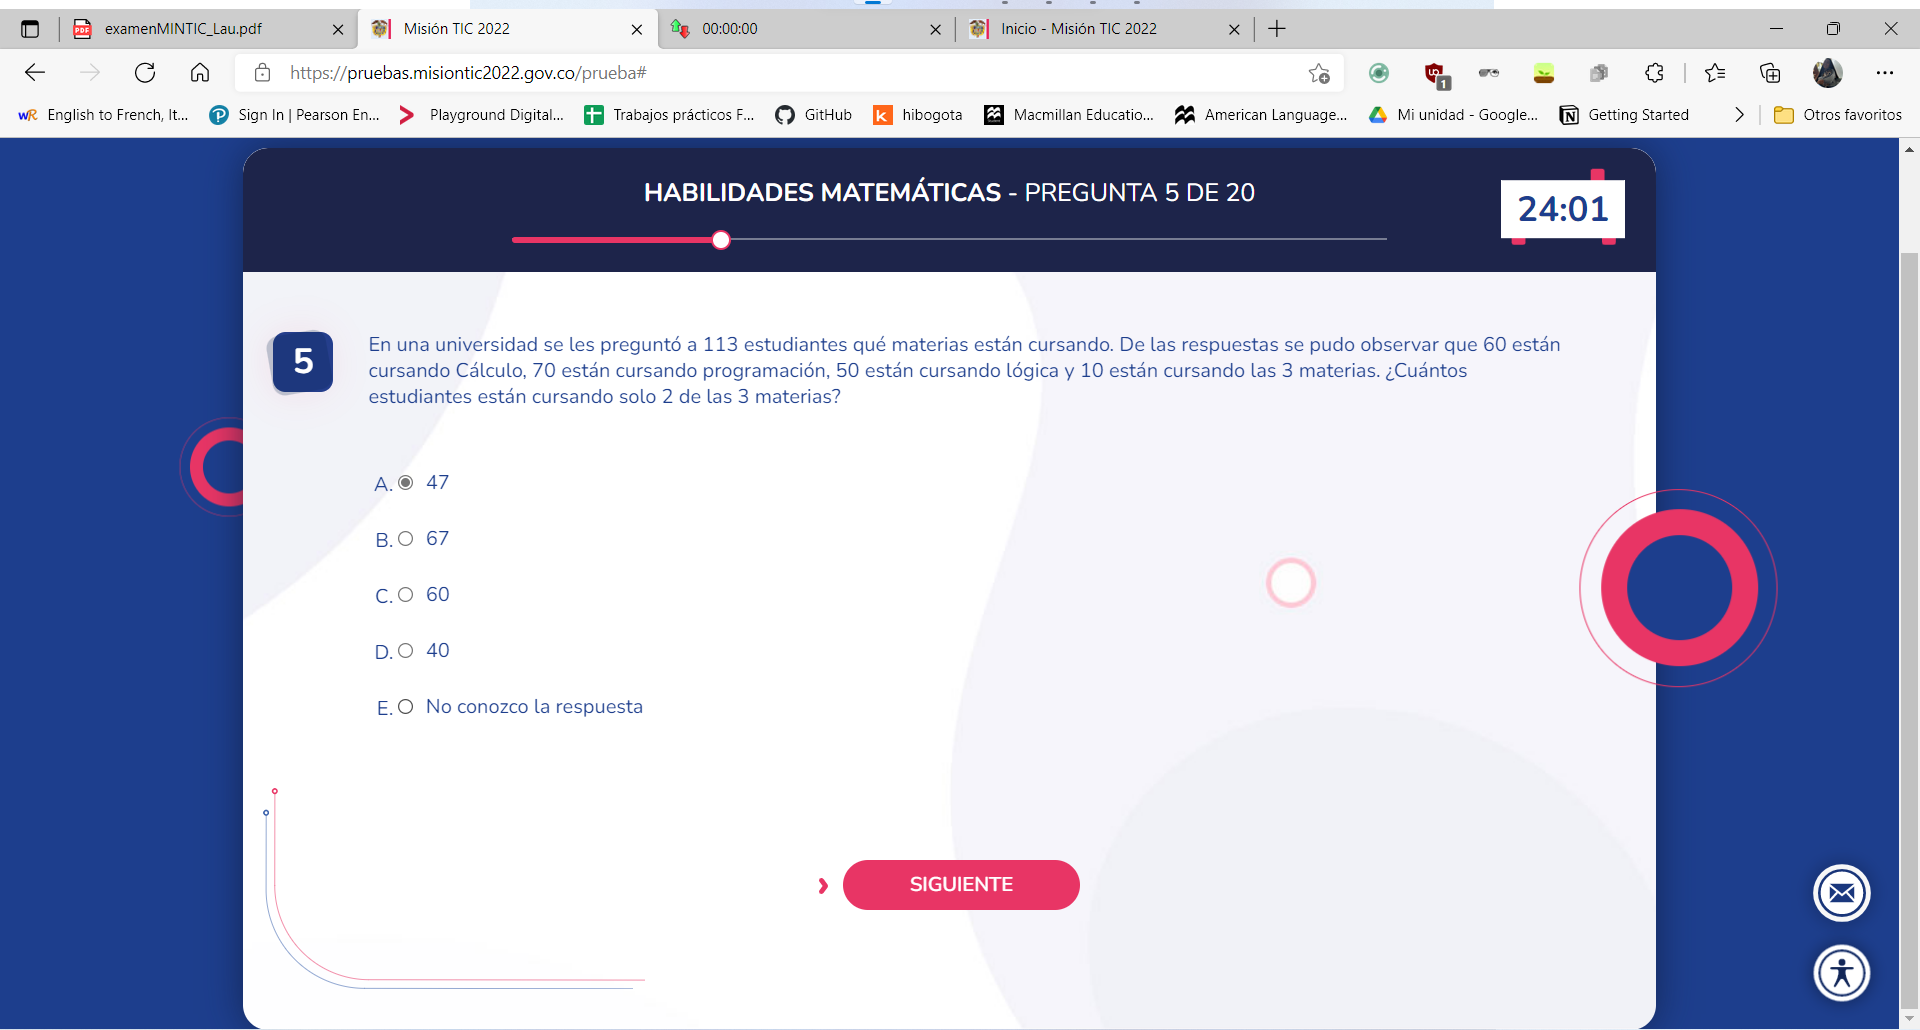 examenMINTIC_Lau.pdf
Misión TIC 2022
00:00:00
Inicio - Misión TIC 2022
https://pruebas.misiontic2022.gov.co/prueba#
1
English to French, It...
Sign In | Pearson En...
Playground Digital...
Trabajos prácticos F...
GitHub
hibogota
Macmillan Educatio...
American Language...
Mi unidad - Google...
Getting Started
Otros favoritos
HABILIDADES MATEMÁTICAS - PREGUNTA 5 DE 20
24:01
5
En una universidad se les preguntó a 113 estudiantes qué materias están cursando. De las respuestas se pudo observar que 60 están
cursando Cálculo, 70 están cursando programación, 50 están cursando lógica y 10 están cursando las 3 materias. ¿Cuántos
estudiantes están cursando solo 2 de las 3 materias?
A. 47
B. 67
C. 60
D. 40
E. No conozco la respuesta
SIGUIENTE